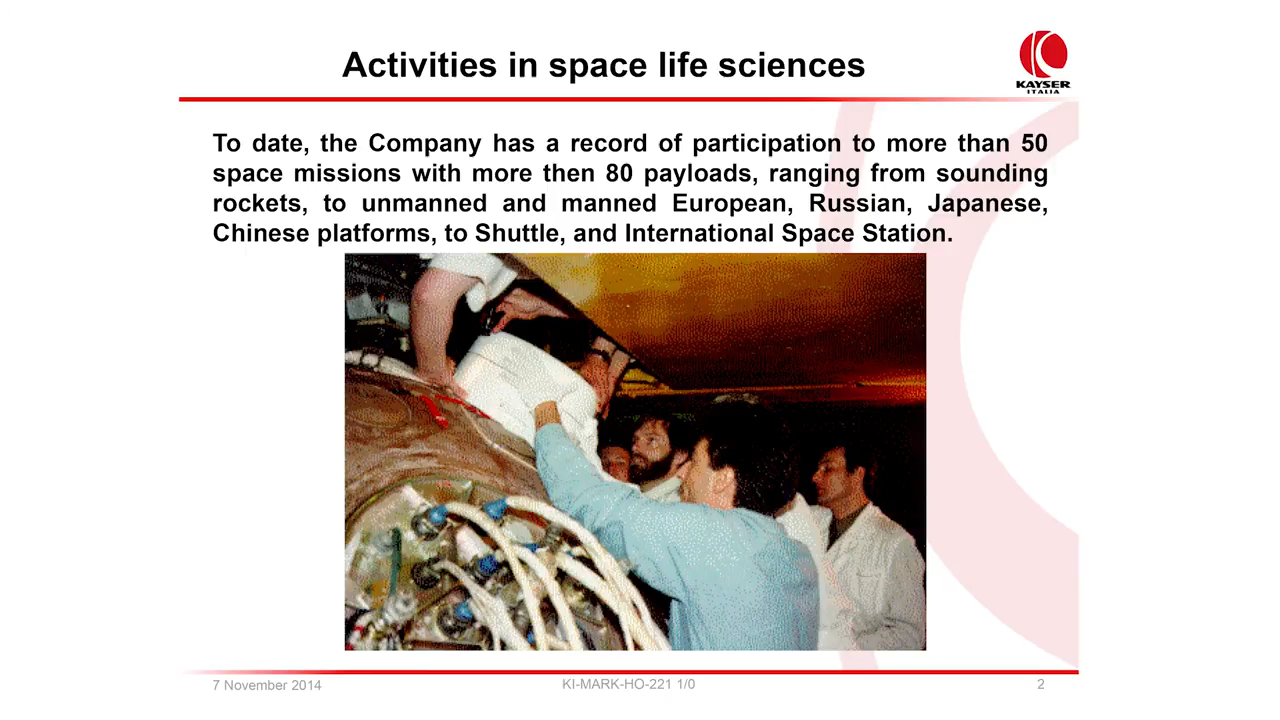 Activities in space life sciences
KAYSER
ITALIA
To date, the Company has a record of participation to more than 50
space missions with more then 80 payloads, ranging from sounding
rockets, to unmanned and manned European, Russian, Japanese,
Chinese platforms, to Shuttle, and International Space Station.
7 November 2014
KI-MARK-HO-221 1/0
2